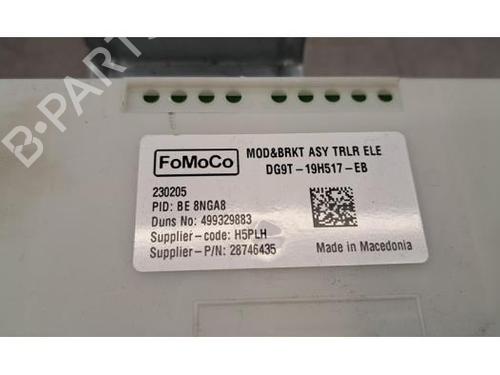 B-PARTS
FoMoCo
MOD&BRKT ASY TRLR ELE
DG9T-19H517-EB
230205
PID: BE 8NGA8
Duns No: 499329883
Supplier-code: H5PLH
Supplier-P/N: 28746435
Made in Macedonia